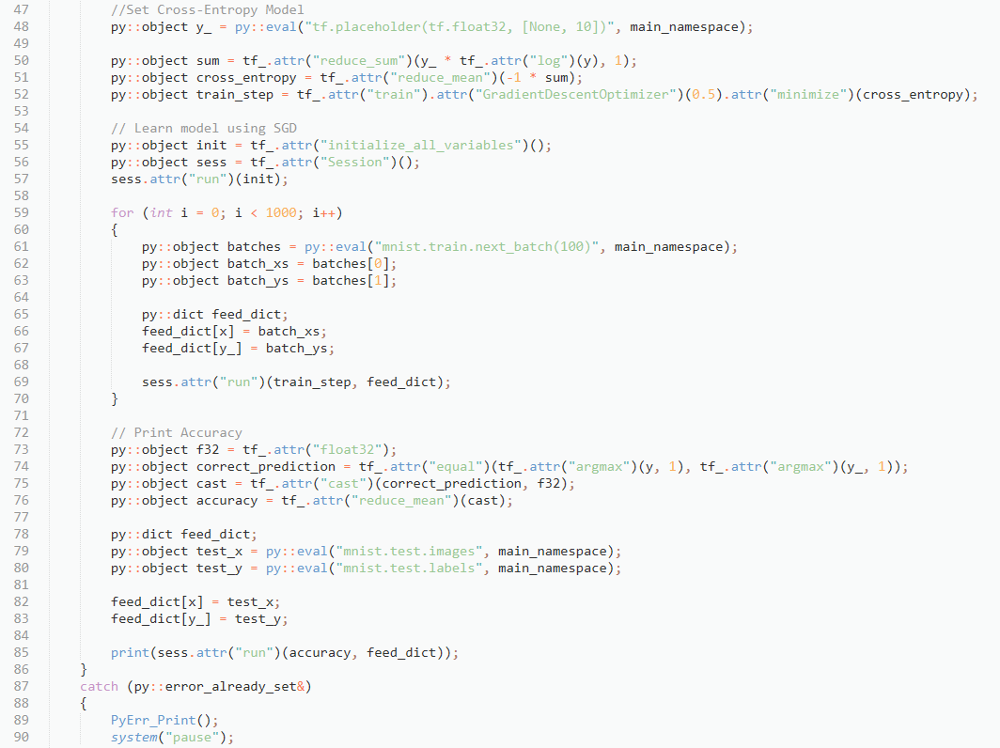 47 //Set Cross-Entropy Model
48 py::object y_ = py::eval("tf.placeholder(tf.float32, [None, 10])", main_namespace);
49
50 py::object sum = tf_.attr("reduce_sum")(y_ * tf_.attr("log")(y), 1);
51 py::object cross_entropy = tf_.attr("reduce_mean")(-1 * sum);
52 py::object train_step = tf_.attr("train").attr("GradientDescentOptimizer")(0.5).attr("minimize")(cross_entropy);
53
54 // Learn model using SGD
55 py::object init = tf_.attr("initialize_all_variables")();
56 py::object sess = tf_.attr("Session")();
57 sess.attr("run")(init);
58
59 for (int i = 0; i < 1000; i++)
60 {
61 py::object batches = py::eval("mnist.train.next_batch(100)", main_namespace);
62 py::object batch_xs = batches[0];
63 py::object batch_ys = batches[1];
64
65 py::dict feed_dict;
66 feed_dict[x] = batch_xs;
67 feed_dict[y_] = batch_ys;
68
69 sess.attr("run")(train_step, feed_dict);
70 }
71
72 // Print Accuracy
73 py::object f32 = tf_.attr("float32");
74 py::object correct_prediction = tf_.attr("equal")(tf_.attr("argmax")(y, 1), tf_.attr("argmax")(y_, 1));
75 py::object cast = tf_.attr("cast")(correct_prediction, f32);
76 py::object accuracy = tf_.attr("reduce_mean")(cast);
77
78 py::dict feed_dict;
79 py::object test_x = py::eval("mnist.test.images", main_namespace);
80 py::object test_y = py::eval("mnist.test.labels", main_namespace);
81
82 feed_dict[x] = test_x;
83 feed_dict[y_] = test_y;
84
85 print(sess.attr("run")(accuracy, feed_dict));
86 }
87 catch (py::error_already_set&)
88 {
89 PyErr_Print();
90 system("pause");